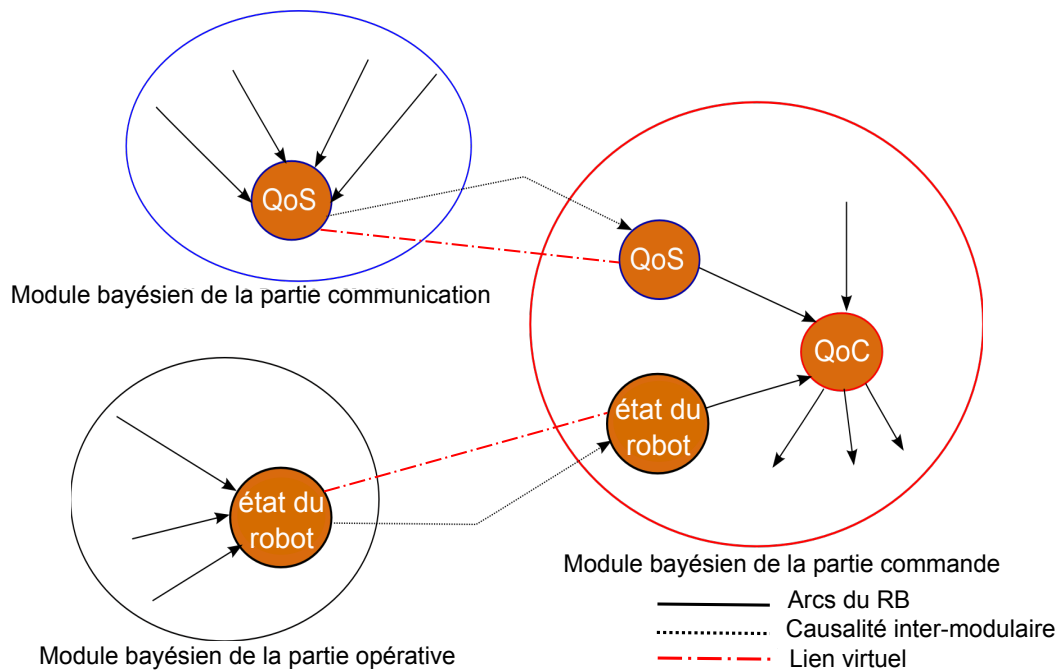 QoS
Module bayésien de la partie communication
QoS
QoC
état du
robot
état du
robot
Module bayésien de la partie opérative
Module bayésien de la partie commande
Arcs du RB
Causalité inter-modulaire
Lien virtuel